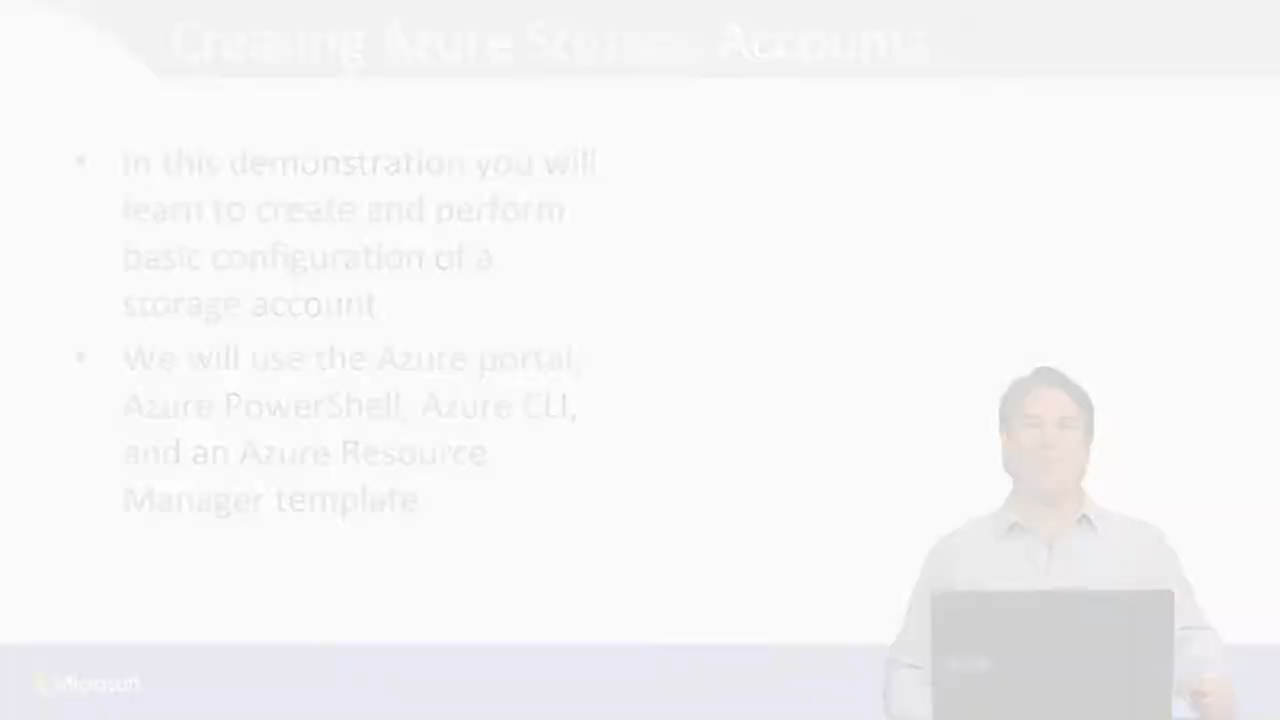 Creating Azure Storage Accounts
• In this demonstration you will
learn to create and perform
basic configuration of a
storage account
• We will use the Azure portal,
Azure PowerShell, Azure CLI,
and an Azure Resource
Manager template
Microsoft